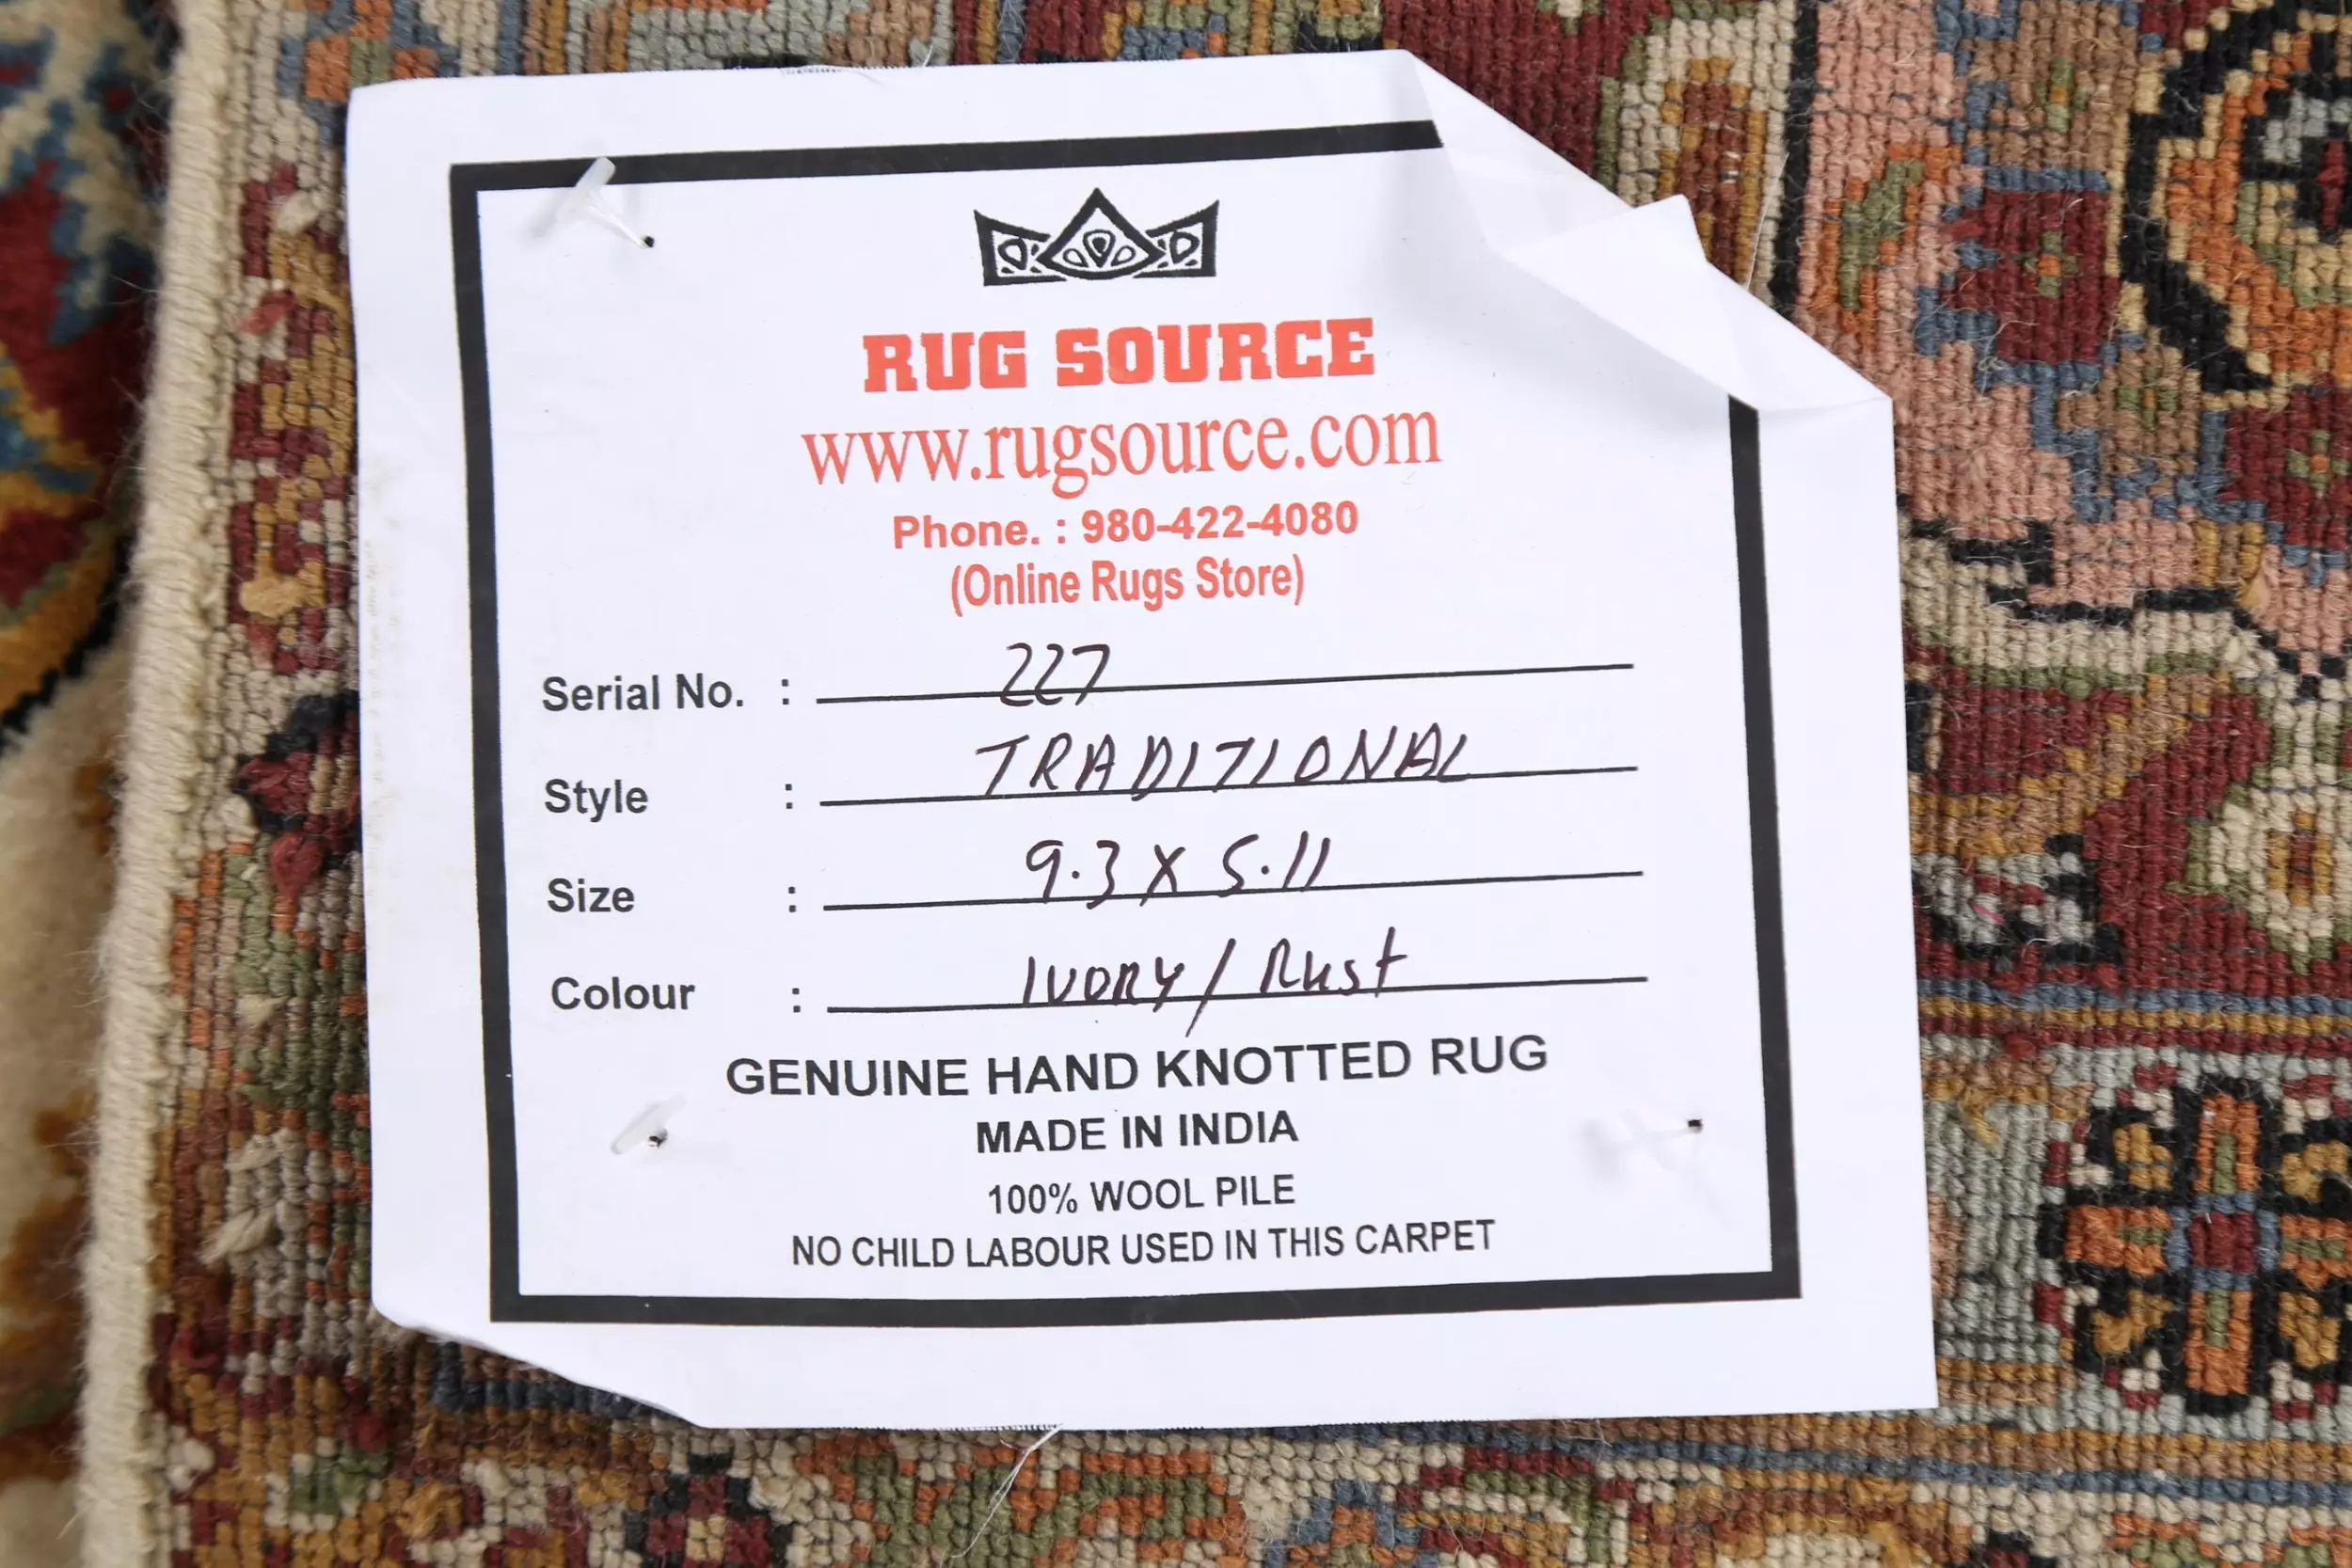 RUG SOURCE
www.rugsource.com
Phone. : 980-422-4080
(Online Rugs Store)
Serial No. : 227
Style : TRADITIONAL
Size : 9.3 X 5.11
Colour : Ivory / Rust
GENUINE HAND KNOTTED RUG
MADE IN INDIA
100% WOOL PILE
NO CHILD LABOUR USED IN THIS CARPET